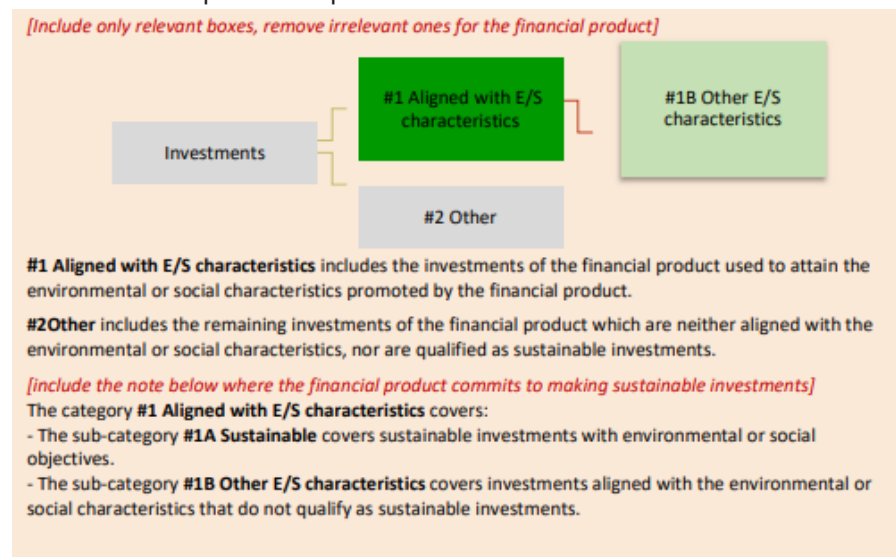 [Include only relevant boxes, remove irrelevant ones for the financial product]
#1 Aligned with E/S
characteristics
#1B Other E/S
characteristics
Investments
#2 Other
#1 Aligned with E/S characteristics includes the investments of the financial product used to attain the
environmental or social characteristics promoted by the financial product.
#2Other includes the remaining investments of the financial product which are neither aligned with the
environmental or social characteristics, nor are qualified as sustainable investments.
[include the note below where the financial product commits to making sustainable investments]
The category #1 Aligned with E/S characteristics covers:
- The sub-category #1A Sustainable covers sustainable investments with environmental or social
objectives.
- The sub-category #1B Other E/S characteristics covers investments aligned with the environmental or
social characteristics that do not qualify as sustainable investments.